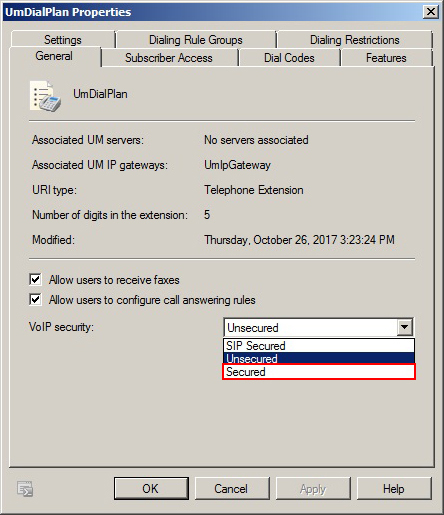 UmDialPlan Properties
Settings Dialing Rule Groups Dialing Restrictions
General Subscriber Access Dial Codes Features
UmDialPlan
Associated UM servers: No servers associated
Associated UM IP gateways: UmIpGateway
URI type: Telephone Extension
Number of digits in the extension: 5
Modified: Thursday, October 26, 2017 3:23:24 PM
Allow users to receive faxes
Allow users to configure call answering rules
VoIP security: Unsecured
SIP Secured
Unsecured
Secured
OK Cancel Apply Help